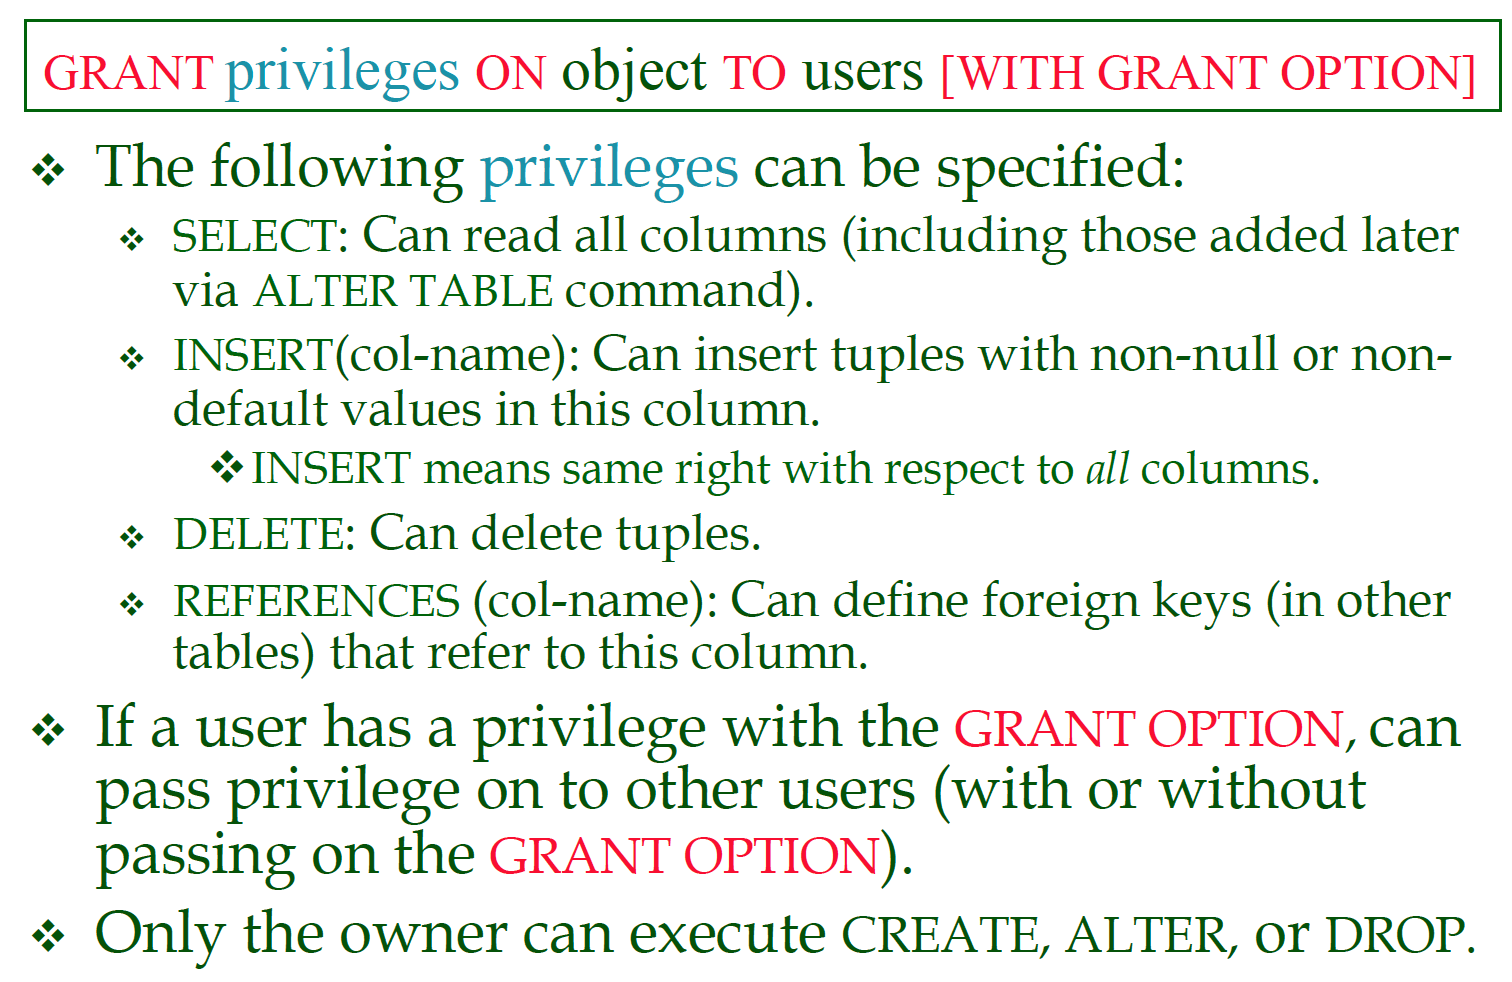 GRANT privileges ON object TO users [WITH GRANT OPTION]
❖ The following privileges can be specified:
❖ SELECT: Can read all columns (including those added later
via ALTER TABLE command).
❖ INSERT(col-name): Can insert tuples with non-null or non-
default values in this column.
❖INSERT means same right with respect to all columns.
❖ DELETE: Can delete tuples.
❖ REFERENCES (col-name): Can define foreign keys (in other
tables) that refer to this column.
❖ If a user has a privilege with the GRANT OPTION, can
pass privilege on to other users (with or without
passing on the GRANT OPTION).
❖ Only the owner can execute CREATE, ALTER, or DROP.